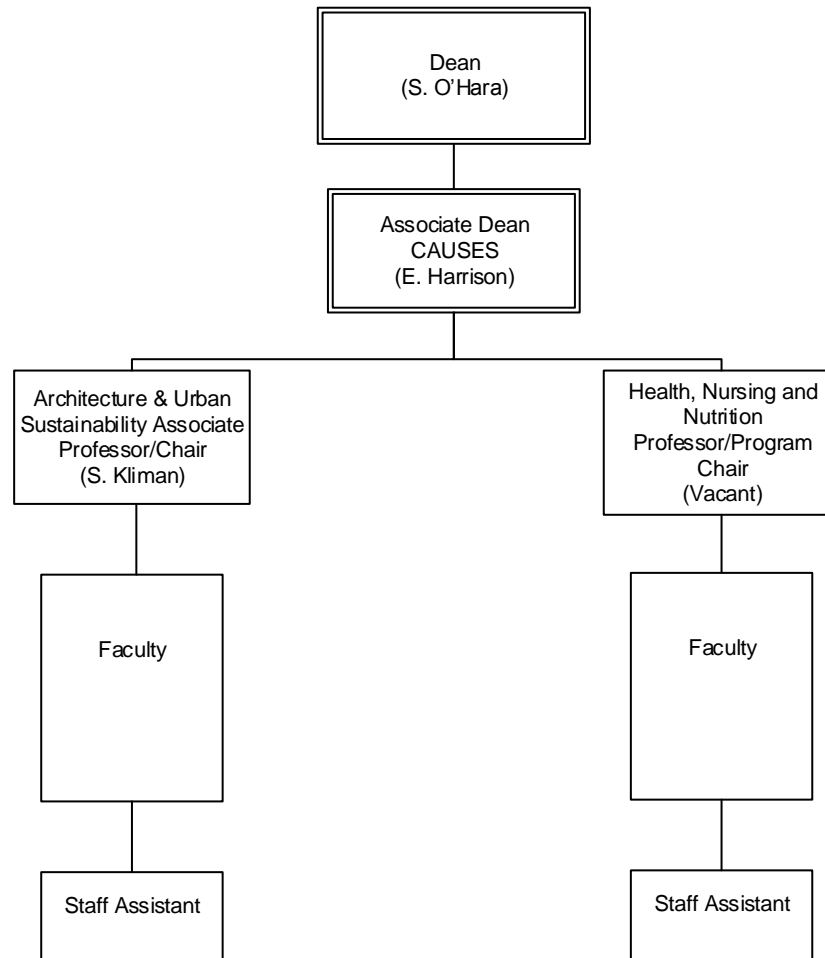 Dean
(S. O'Hara)
Associate Dean
CAUSES
(E. Harrison)
Architecture & Urban
Sustainability Associate
Professor/Chair
(S. Kliman)
Health, Nursing and
Nutrition
Professor/Program
Chair
(Vacant)
Faculty
Faculty
Staff Assistant
Staff Assistant